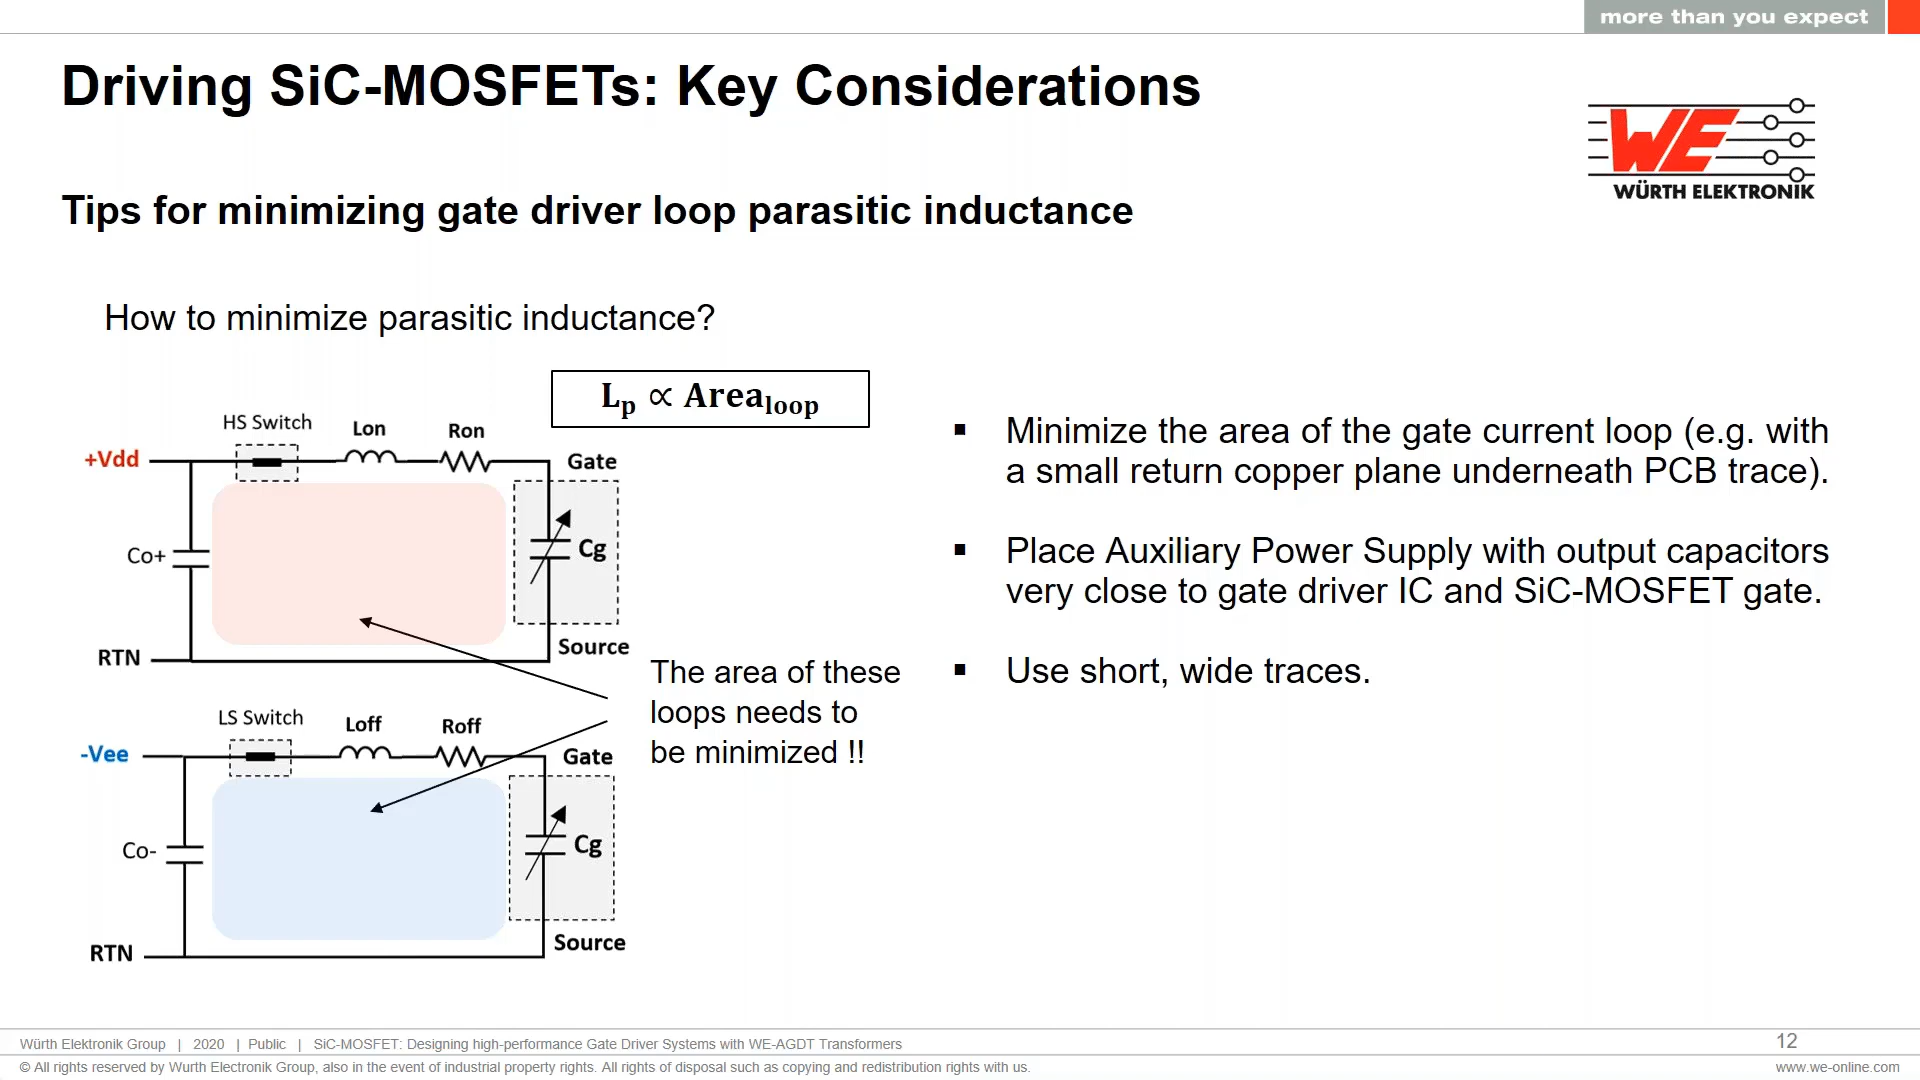 more than you expect
Driving SiC-MOSFETs: Key Considerations
WE
WÜRTH ELEKTRONIK
Tips for minimizing gate driver loop parasitic inductance
How to minimize parasitic inductance?
Lp ∝ Arealoop
HS Switch
Lon
Ron
+Vdd
Gate
Co+
Cg
RTN
Source
LS Switch
Loff
Roff
-Vee
Gate
Co-
Cg
RTN
Source
The area of these
loops needs to
be minimized !!
▪ Minimize the area of the gate current loop (e.g. with
a small return copper plane underneath PCB trace).
▪ Place Auxiliary Power Supply with output capacitors
very close to gate driver IC and SiC-MOSFET gate.
▪ Use short, wide traces.
Würth Elektronik Group | 2020 | Public | SiC-MOSFET: Designing high-performance Gate Driver Systems with WE-AGDT Transformers
12
© All rights reserved by Wurth Electronik Group, also in the event of industrial property rights. All rights of disposal such as copying and redistribution rights with us.
www.we-online.com